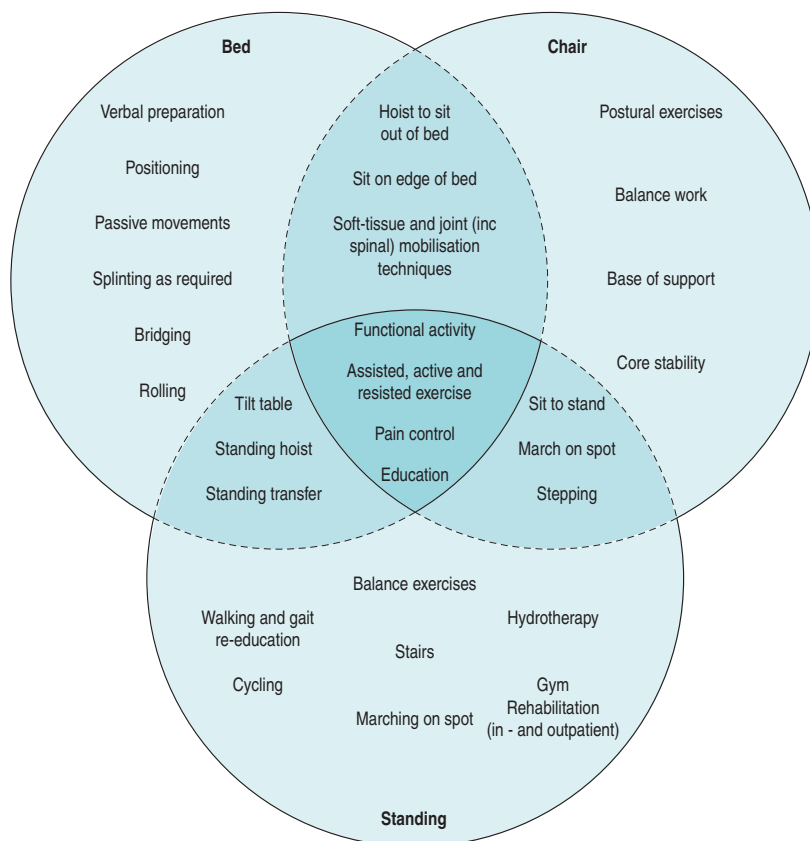 Bed
Chair
Verbal preparation
Positioning
Passive movements
Splinting as required
Bridging
Rolling
Hoist to sit
out of bed
Sit on edge of bed
Soft-tissue and joint (inc
spinal) mobilisation
techniques
Postural exercises
Balance work
Base of support
Core stability
Functional activity
Assisted, active and
resisted exercise
Pain control
Education
Tilt table
Standing hoist
Standing transfer
Sit to stand
March on spot
Stepping
Balance exercises
Walking and gait
re-education
Cycling
Stairs
Marching on spot
Hydrotherapy
Gym
Rehabilitation
(in - and outpatient)
Standing